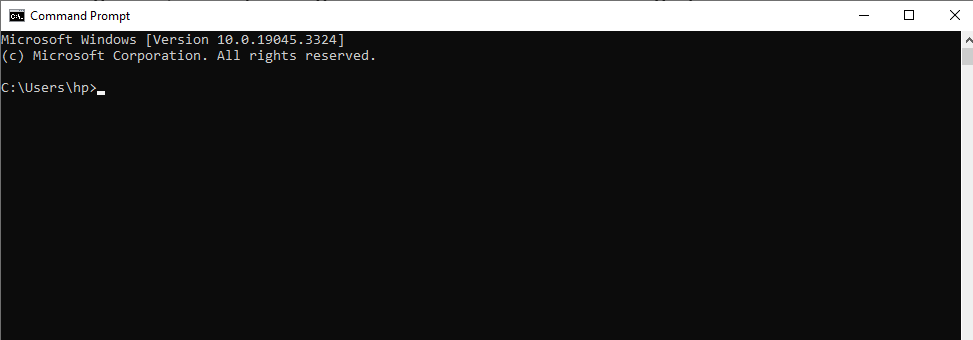 Command Prompt
Microsoft Windows [Version 10.0.19045.3324]
(c) Microsoft Corporation. All rights reserved.
C:\Users\hp>